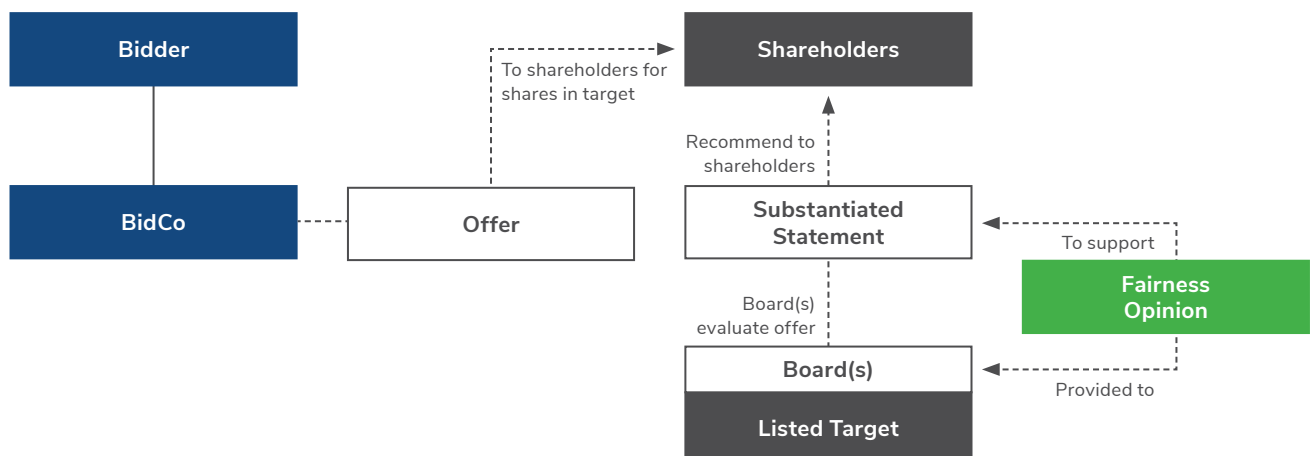 Bidder
Shareholders
To shareholders for
shares in target
Recommend to
shareholders
BidCo
Offer
Substantiated
Statement
To support
Fairness
Opinion
Board(s)
evaluate offer
Board(s)
Provided to
Listed Target